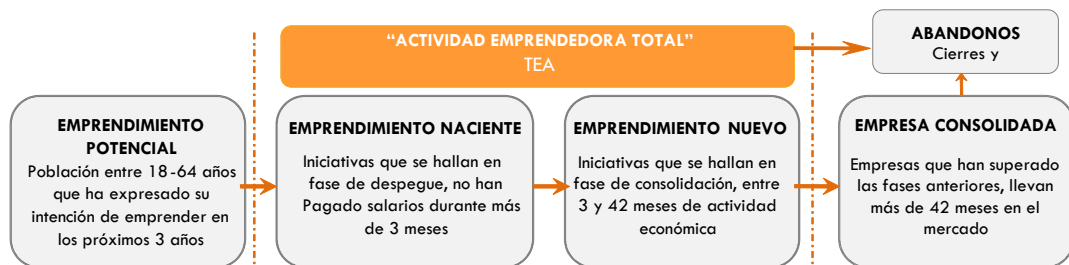 “ACTIVIDAD EMPRENDEDORA TOTAL”
TEA
ABANDONOS
Cierres y
EMPRENDIMIENTO
POTENCIAL
Población entre 18-64 años
que ha expresado su
intención de emprender en
los próximos 3 años
EMPRENDIMIENTO NACIENTE
Iniciativas que se hallan en
fase de despegue, no han
Pagado salarios durante más
de 3 meses
EMPRENDIMIENTO NUEVO
Iniciativas que se hallan en
fase de consolidación, entre
3 y 42 meses de actividad
económica
EMPRESA CONSOLIDADA
Empresas que han superado
las fases anteriores, llevan
más de 42 meses en el
mercado